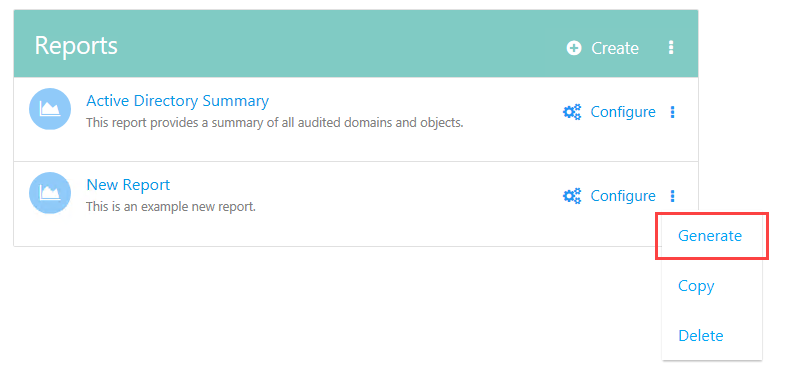 Reports
Create
Active Directory Summary
This report provides a summary of all audited domains and objects.
Configure
New Report
This is an example new report.
Configure
Generate
Copy
Delete